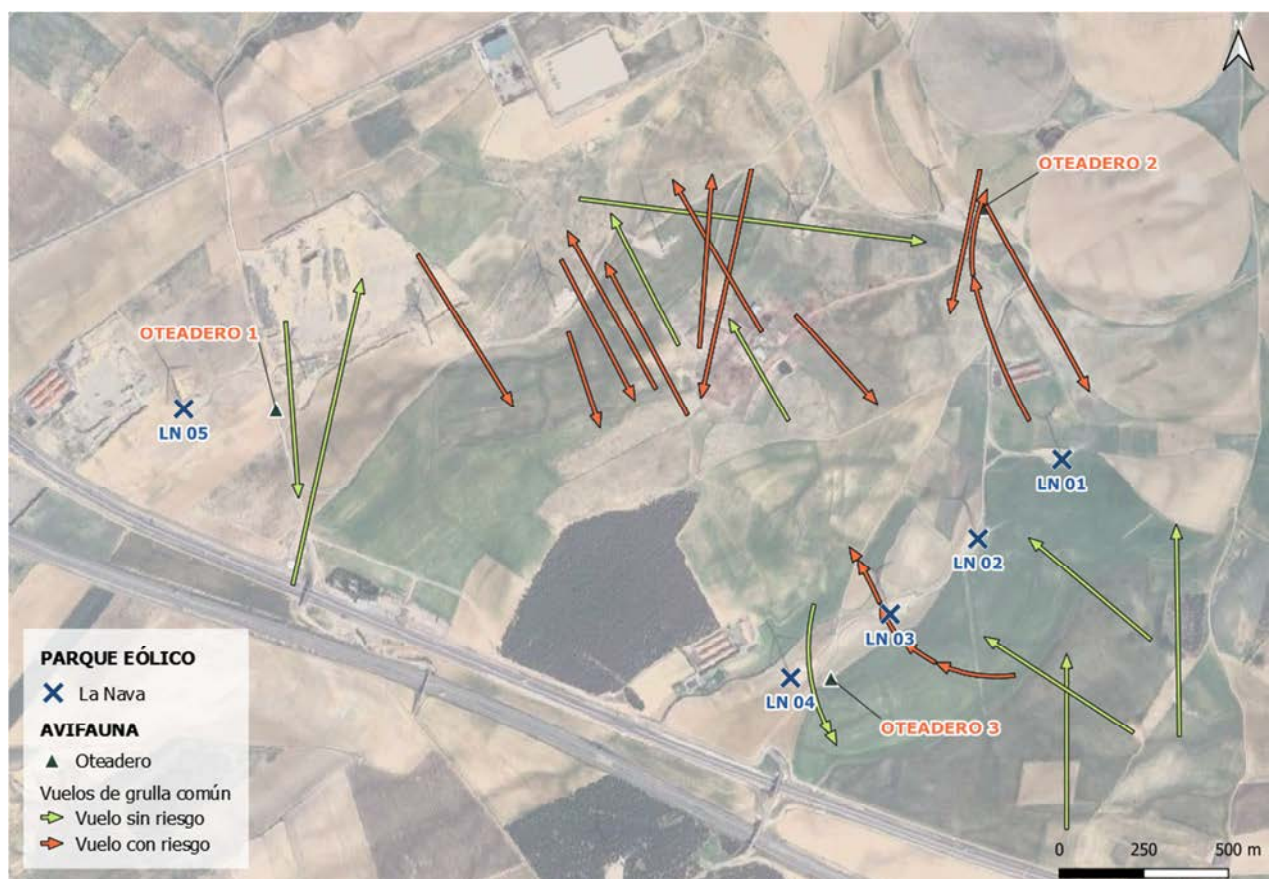 N
OTEADERO 2
OTEADERO 1
LN 05
LN 01
LN 02
LN 03
LN 04
OTEADERO 3
PARQUE EÓLICO
La Nava
AVIFAUNA
Oteadero
Vuelos de grulla común
Vuelo sin riesgo
Vuelo con riesgo
0 250 500 m